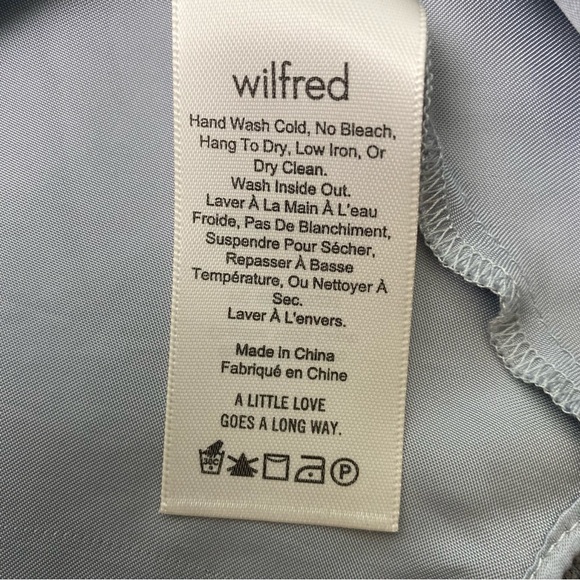 wilfred
Hand Wash Cold, No Bleach,
Hang To Dry, Low Iron, Or
Dry Clean.
Wash Inside Out.
Laver À La Main À L'eau
Froide, Pas De Blanchiment,
Suspendre Pour Sécher,
Repasser À Basse
Température, Ou Nettoyer À
Sec.
Laver À L'envers.
Made in China
Fabriqué en Chine
A LITTLE LOVE
GOES A LONG WAY.
30C P